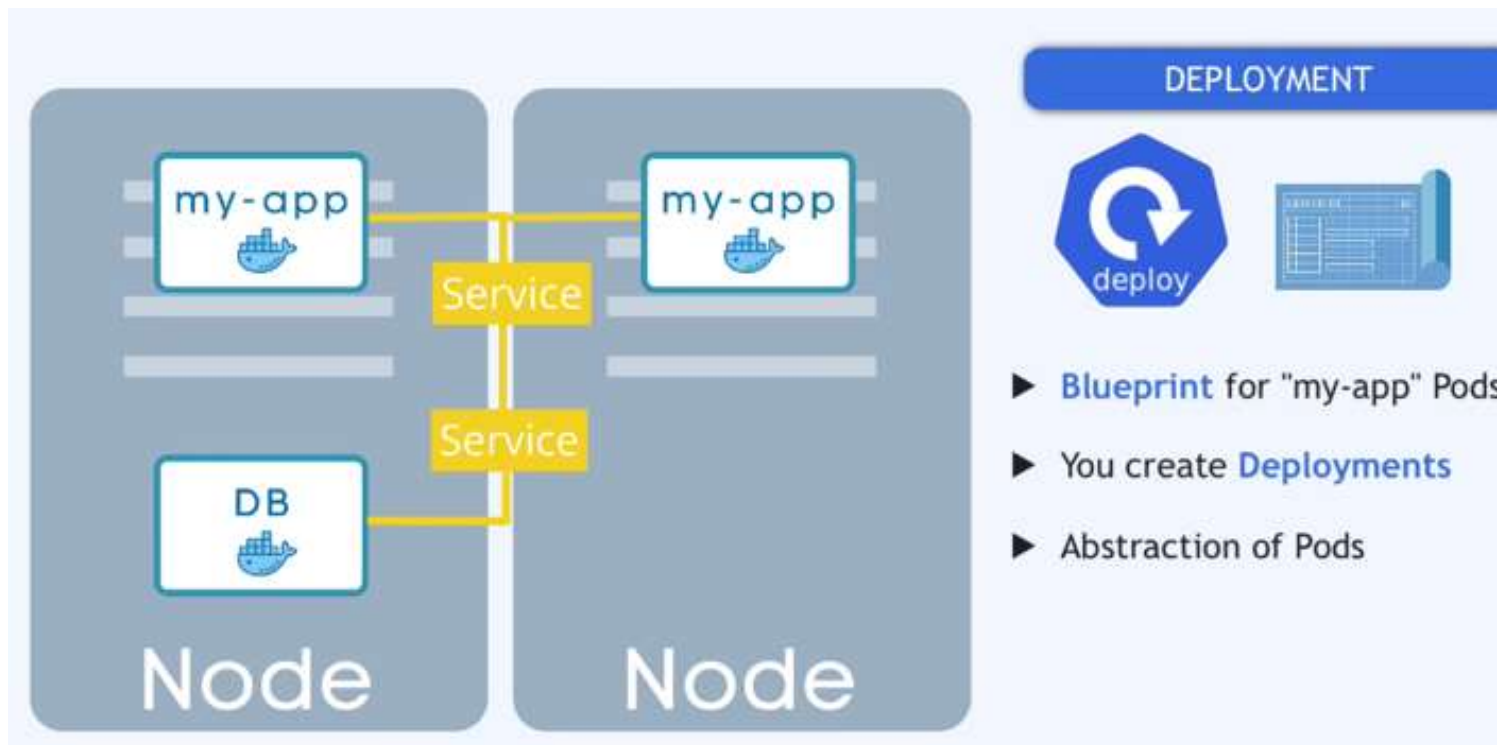 my-app
my-app
Service
Service
DB
Node
Node
DEPLOYMENT
deploy
Blueprint for "my-app" Pods
You create Deployments
Abstraction of Pods